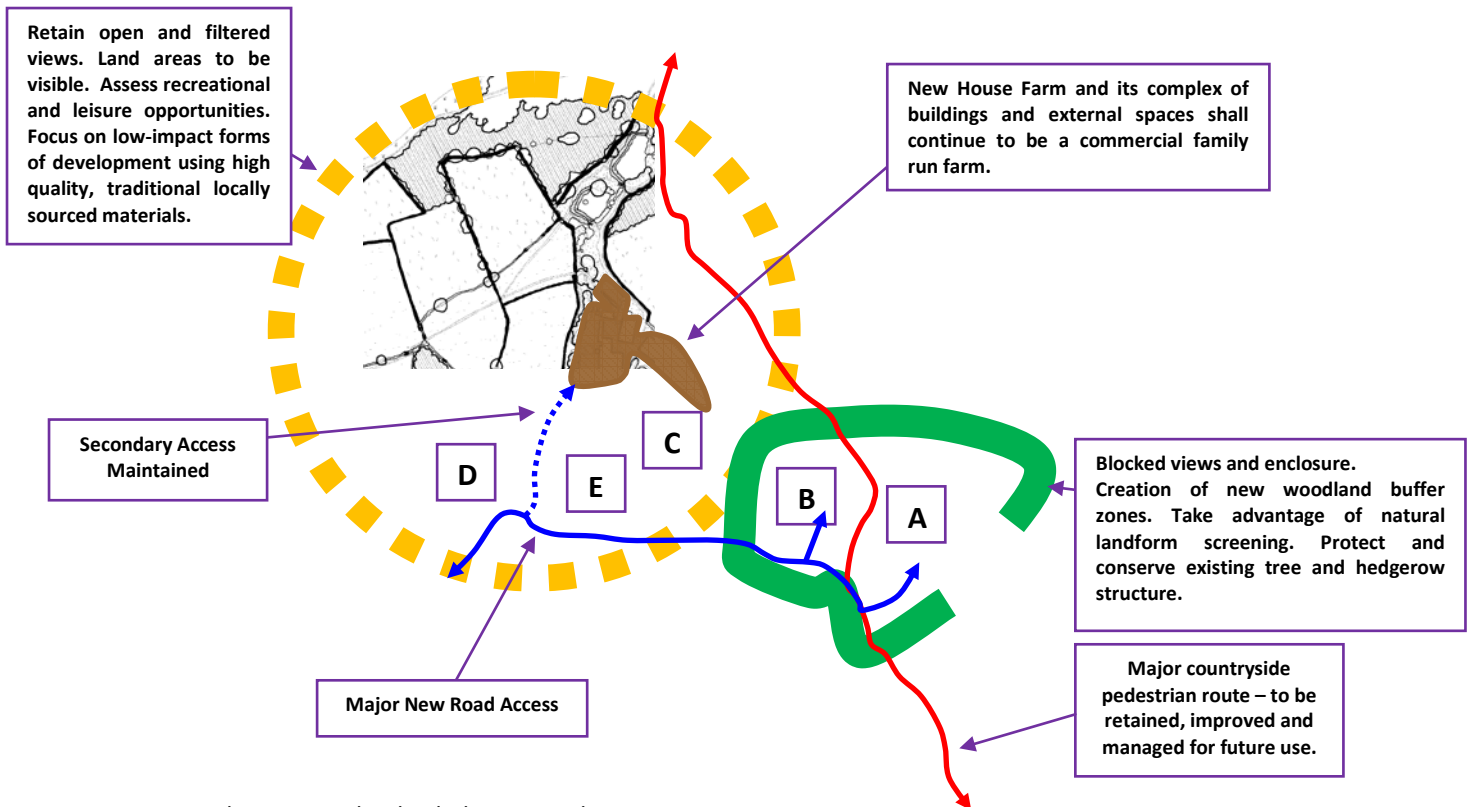 Retain open and filtered
views. Land areas to be
visible. Assess recreational
and leisure opportunities.
Focus on low-impact forms
of development using high
quality, traditional locally
sourced materials.
New House Farm and its complex of
buildings and external spaces shall
continue to be a commercial family
run farm.
Secondary Access
Maintained
C
D
E
B
A
Blocked views and enclosure.
Creation of new woodland buffer
zones. Take advantage of natural
landform screening. Protect and
conserve existing tree and hedgerow
structure.
Major New Road Access
Major countryside
pedestrian route – to be
retained, improved and
managed for future use.